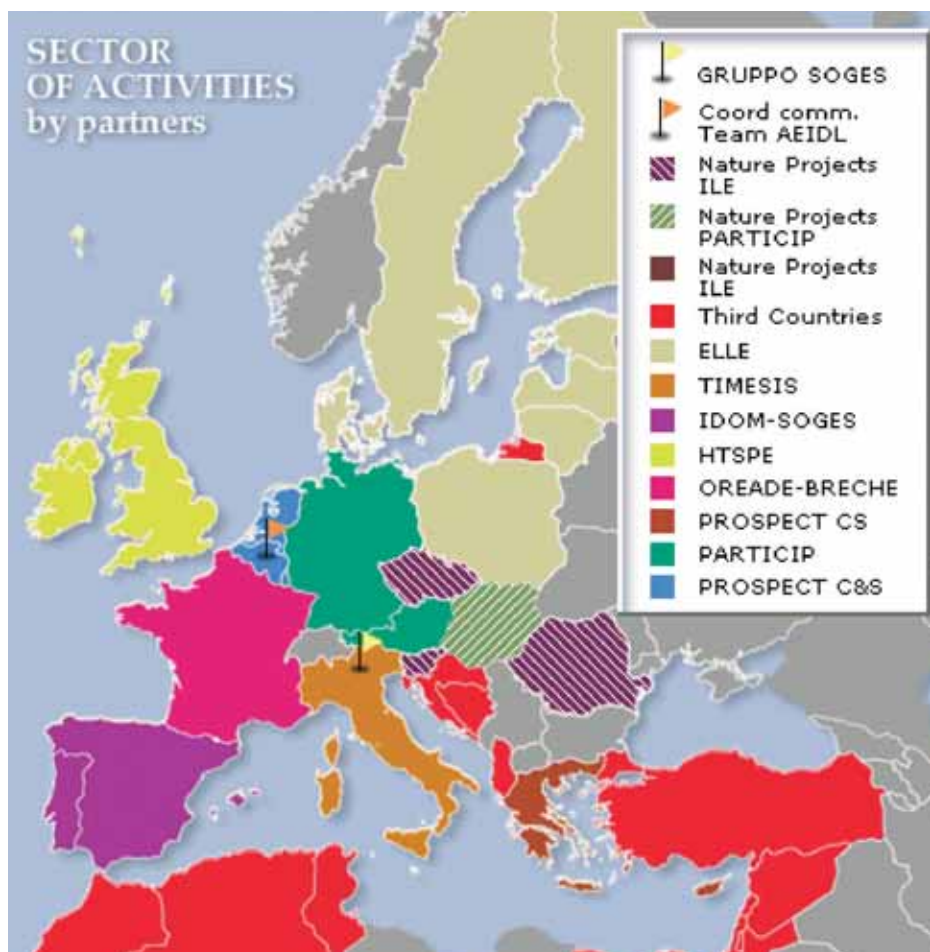 SECTOR
OF ACTIVITIES
by partners
GRUPPO SOGES
Coord comm.
Team AEIDL
Nature Projects
ILE
Nature Projects
PARTICIP
Nature Projects
ILE
Third Countries
ELLE
TIMESIS
IDOM-SOGES
HTSPE
OREADE-BRECHE
PROSPECT CS
PARTICIP
PROSPECT C&S